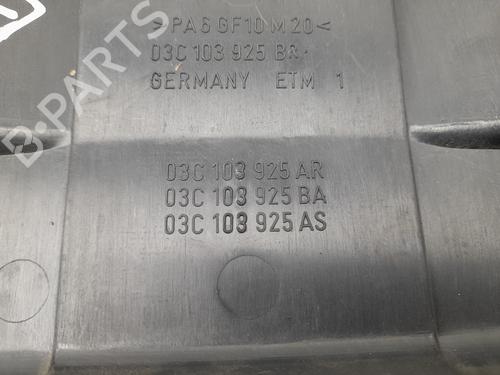 >PA6 GF10 M20<
03C 103 925 BR
GERMANY ETM 1
03C 103 925 AR
03C 103 925 BA
03C 103 925 AS
B-PARTS